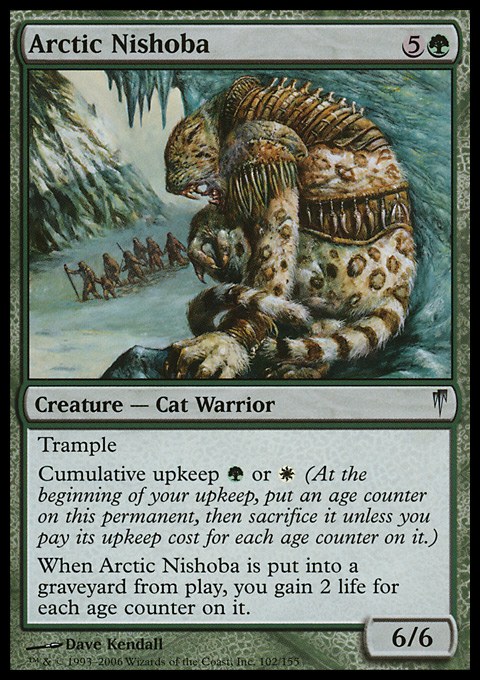 Arctic Nishoba 5
Creature — Cat Warrior
Trample
Cumulative upkeep or (At the
beginning of your upkeep, put an age counter
on this permanent, then sacrifice it unless you
pay its upkeep cost for each age counter on it.)
When Arctic Nishoba is put into a
graveyard from play, you gain 2 life for
each age counter on it.
Dave Kendall
™ & © 1993–2006 Wizards of the Coast, Inc. 102/155
6/6